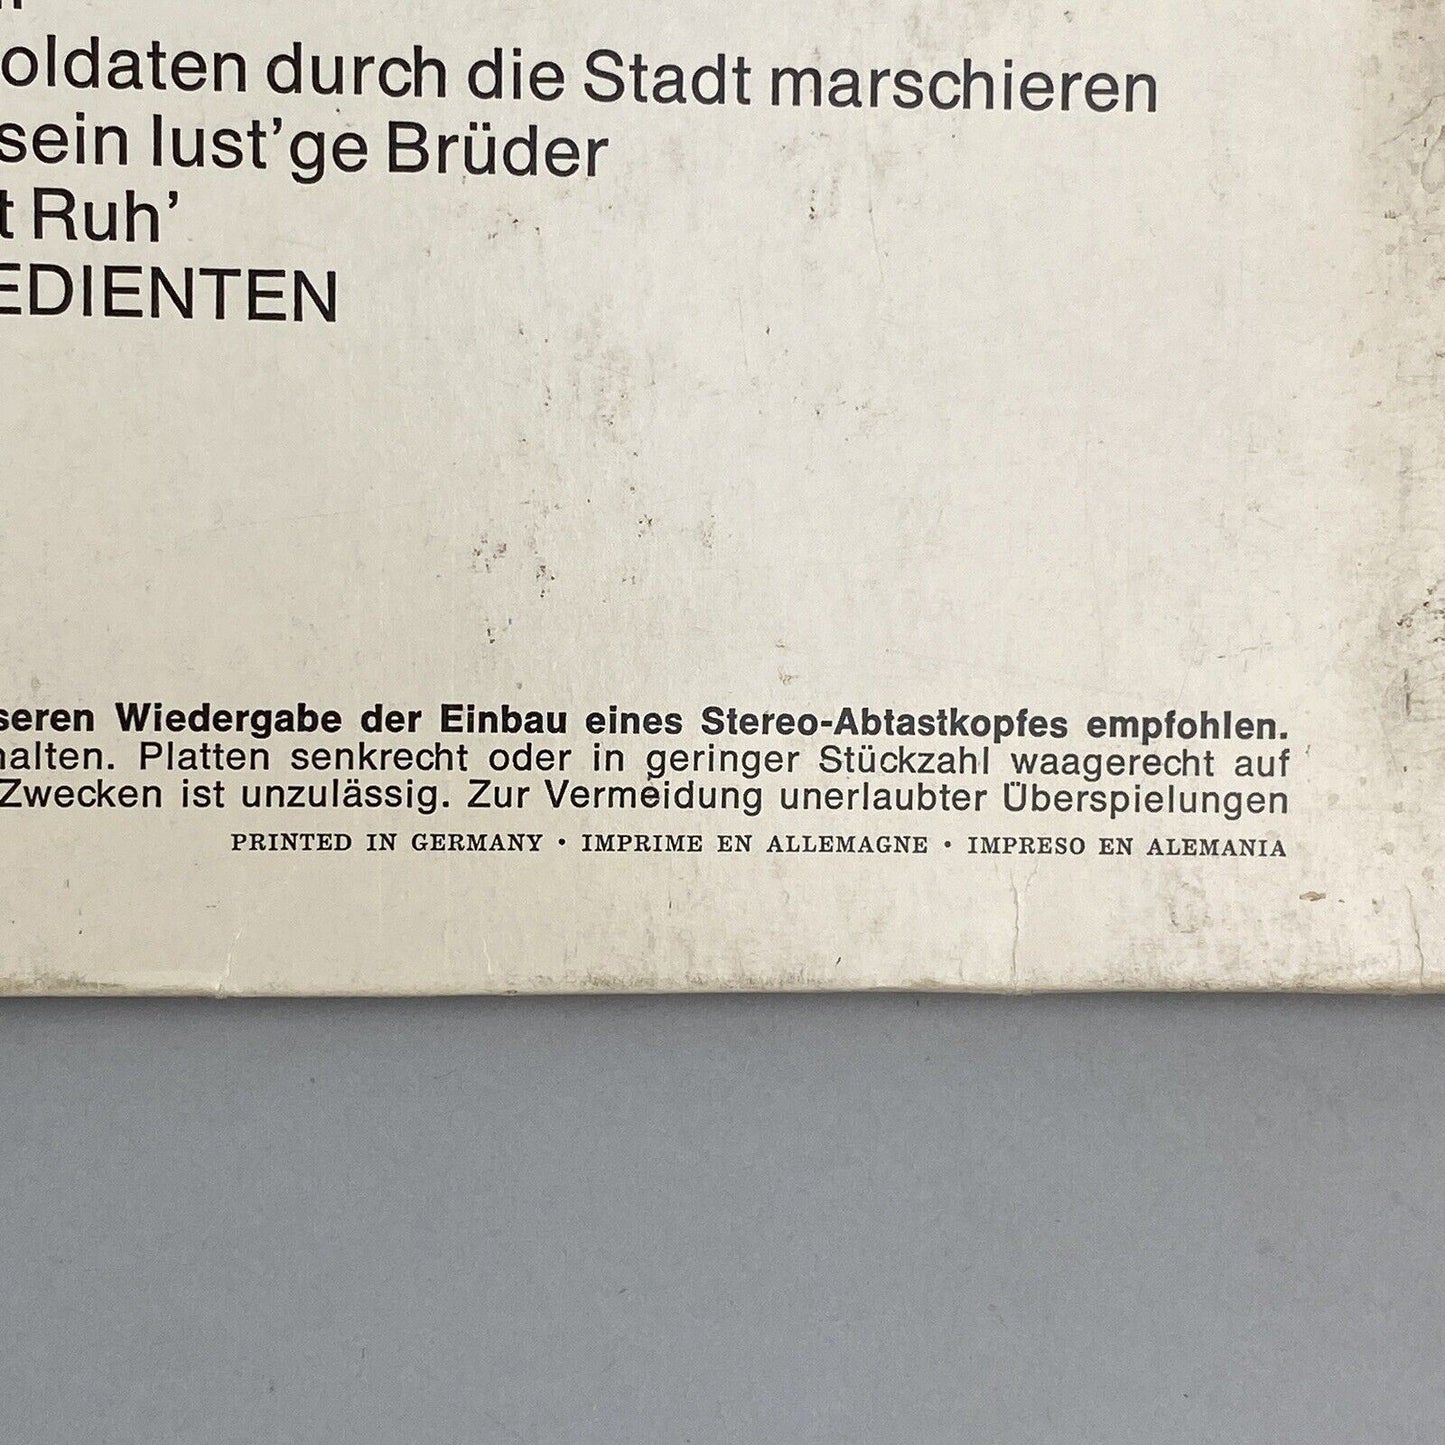 oldaten durch die Stadt marschieren
sein lust’ge Brüder
t Ruh’
EDIENTEN
seren Wiedergabe der Einbau eines Stereo-Abtastkopfes empfohlen.
halten. Platten senkrecht oder in geringer Stückzahl waagerecht auf
Zwecken ist unzulässig. Zur Vermeidung unerlaubter Überspielungen
PRINTED IN GERMANY • IMPRIME EN ALLEMAGNE • IMPRESO EN ALEMANIA